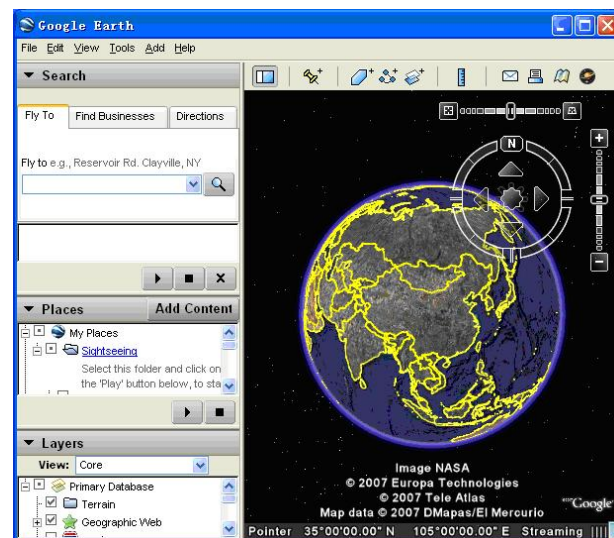 Google Earth
File Edit View Tools Add Help
Search
Fly To Find Businesses Directions
Fly to e.g., Reservoir Rd. Clayville, NY
Places Add Content
My Places
Sightseeing
Select this folder and click on
the 'Play' button below, to sta
Layers
View: Core
Primary Database
Terrain
Geographic Web
N
Image NASA
© 2007 Europa Technologies
© 2007 Tele Atlas
Map data © 2007 DMapas/El Mercurio
Google
Pointer 35°00'00.00" N 105°00'00.00" E Streaming